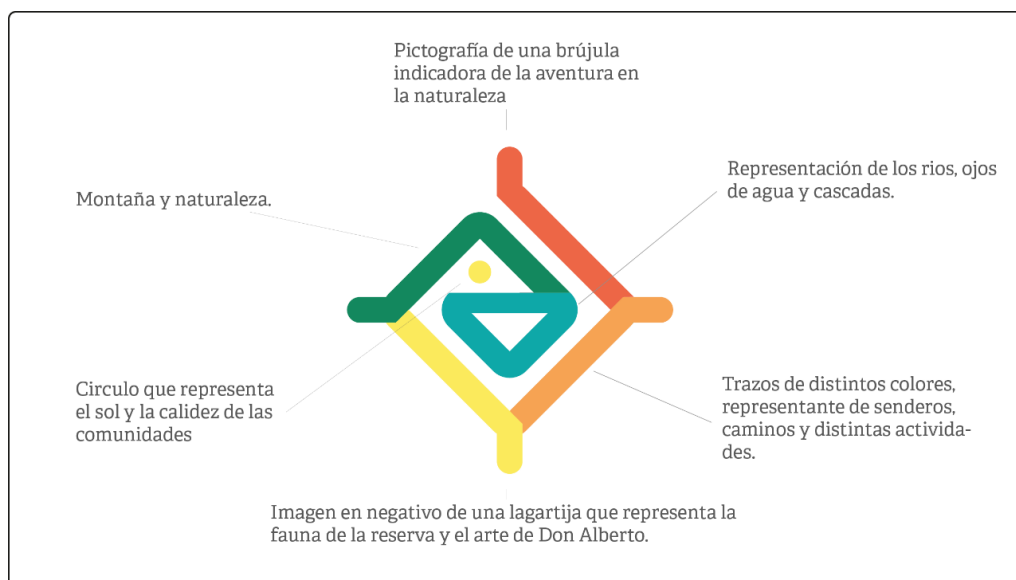 Pictografía de una brújula
indicadora de la aventura en
la naturaleza
Representación de los rios, ojos
de agua y cascadas.
Montaña y naturaleza.
Circulo que representa
el sol y la calidez de las
comunidades
Trazos de distintos colores,
representante de senderos,
caminos y distintas activida-
des.
Imagen en negativo de una lagartija que representa la
fauna de la reserva y el arte de Don Alberto.